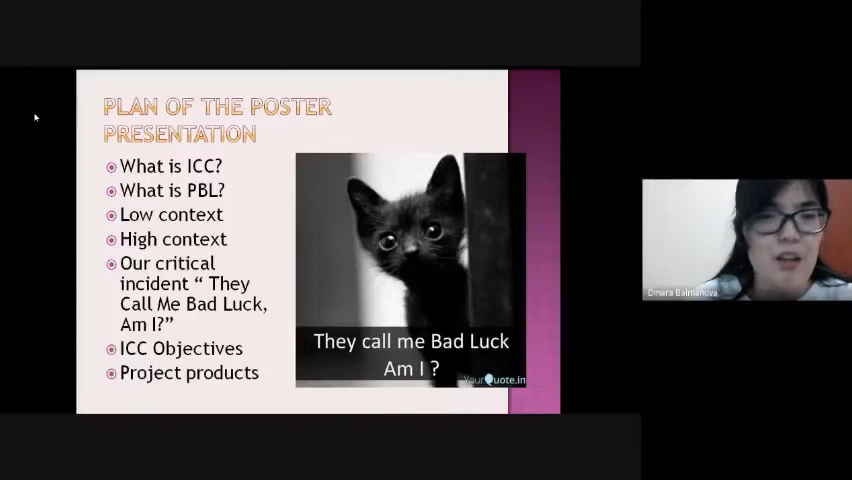 PLAN OF THE POSTER
PRESENTATION
What is ICC?
What is PBL?
Low context
High context
Our critical
incident “ They
Call Me Bad Luck,
Am I?”
ICC Objectives
Project products
They call me Bad Luck
Am I ?
YourQuote.in
Dinara Balmanova